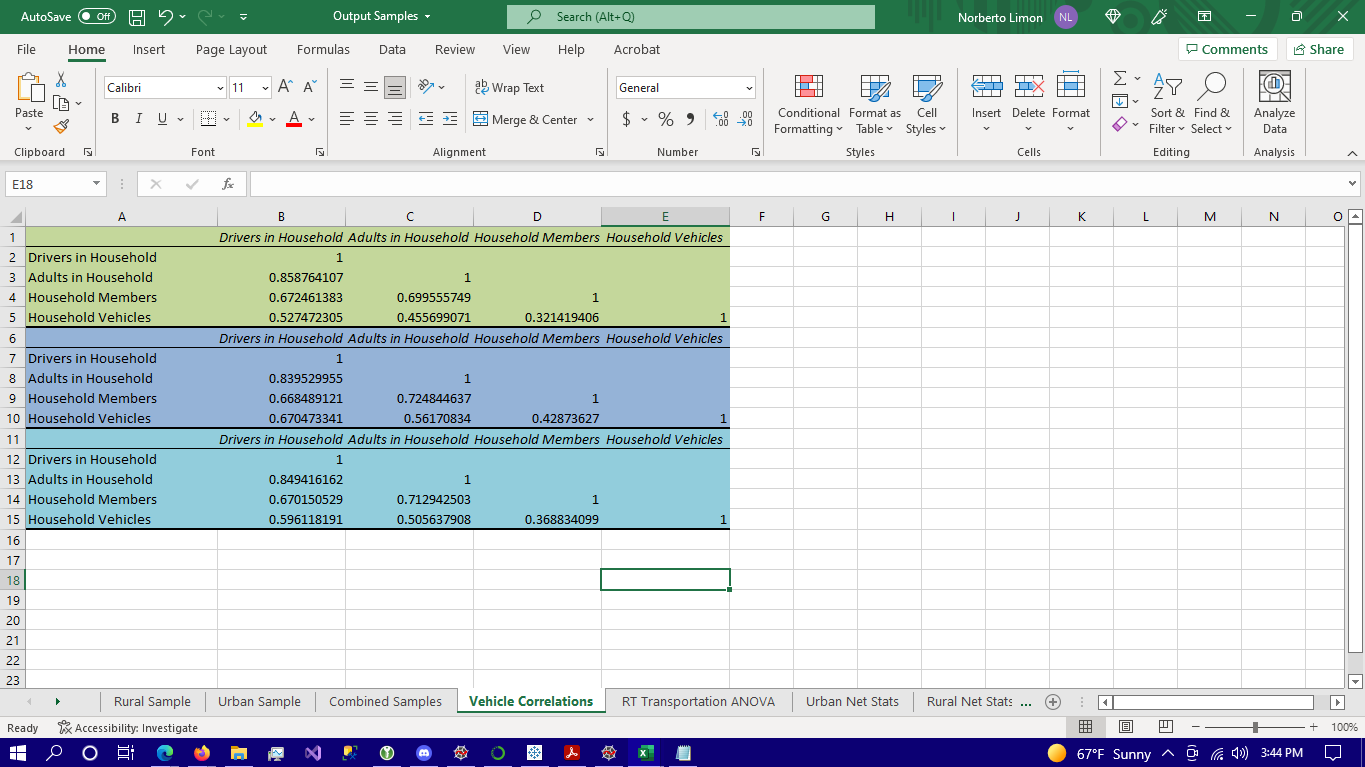 AutoSave Off Output Samples Search (Alt+Q) Norberto Limon NL
File Home Insert Page Layout Formulas Data Review View Help Acrobat Comments Share
Calibri 11 Wrap Text General
Paste B I U Merge & Center $ % Conditional Formatting Format as Table Cell Styles Insert Delete Format Sort & Filter Find & Select Analyze Data
Clipboard Font Alignment Number Styles Cells Editing Analysis
E18 fx
A B C D E F G H I J K L M N O
1 Drivers in Household Adults in Household Household Members Household Vehicles
2 Drivers in Household 1
3 Adults in Household 0.858764107 1
4 Household Members 0.672461383 0.699555749 1
5 Household Vehicles 0.527472305 0.455699071 0.321419406 1
6 Drivers in Household Adults in Household Household Members Household Vehicles
7 Drivers in Household 1
8 Adults in Household 0.839529955 1
9 Household Members 0.668489121 0.724844637 1
10 Household Vehicles 0.670473341 0.56170834 0.42873627 1
11 Drivers in Household Adults in Household Household Members Household Vehicles
12 Drivers in Household 1
13 Adults in Household 0.849416162 1
14 Household Members 0.670150529 0.712942503 1
15 Household Vehicles 0.596118191 0.505637908 0.368834099 1
16
17
18
19
20
21
22
23
Rural Sample Urban Sample Combined Samples Vehicle Correlations RT Transportation ANOVA Urban Net Stats Rural Net Stats ...
Ready Accessibility: Investigate 100%
67°F Sunny 3:44 PM